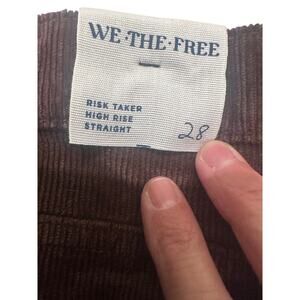 WE·THE·FREE
RISK TAKER
HIGH RISE
STRAIGHT
28